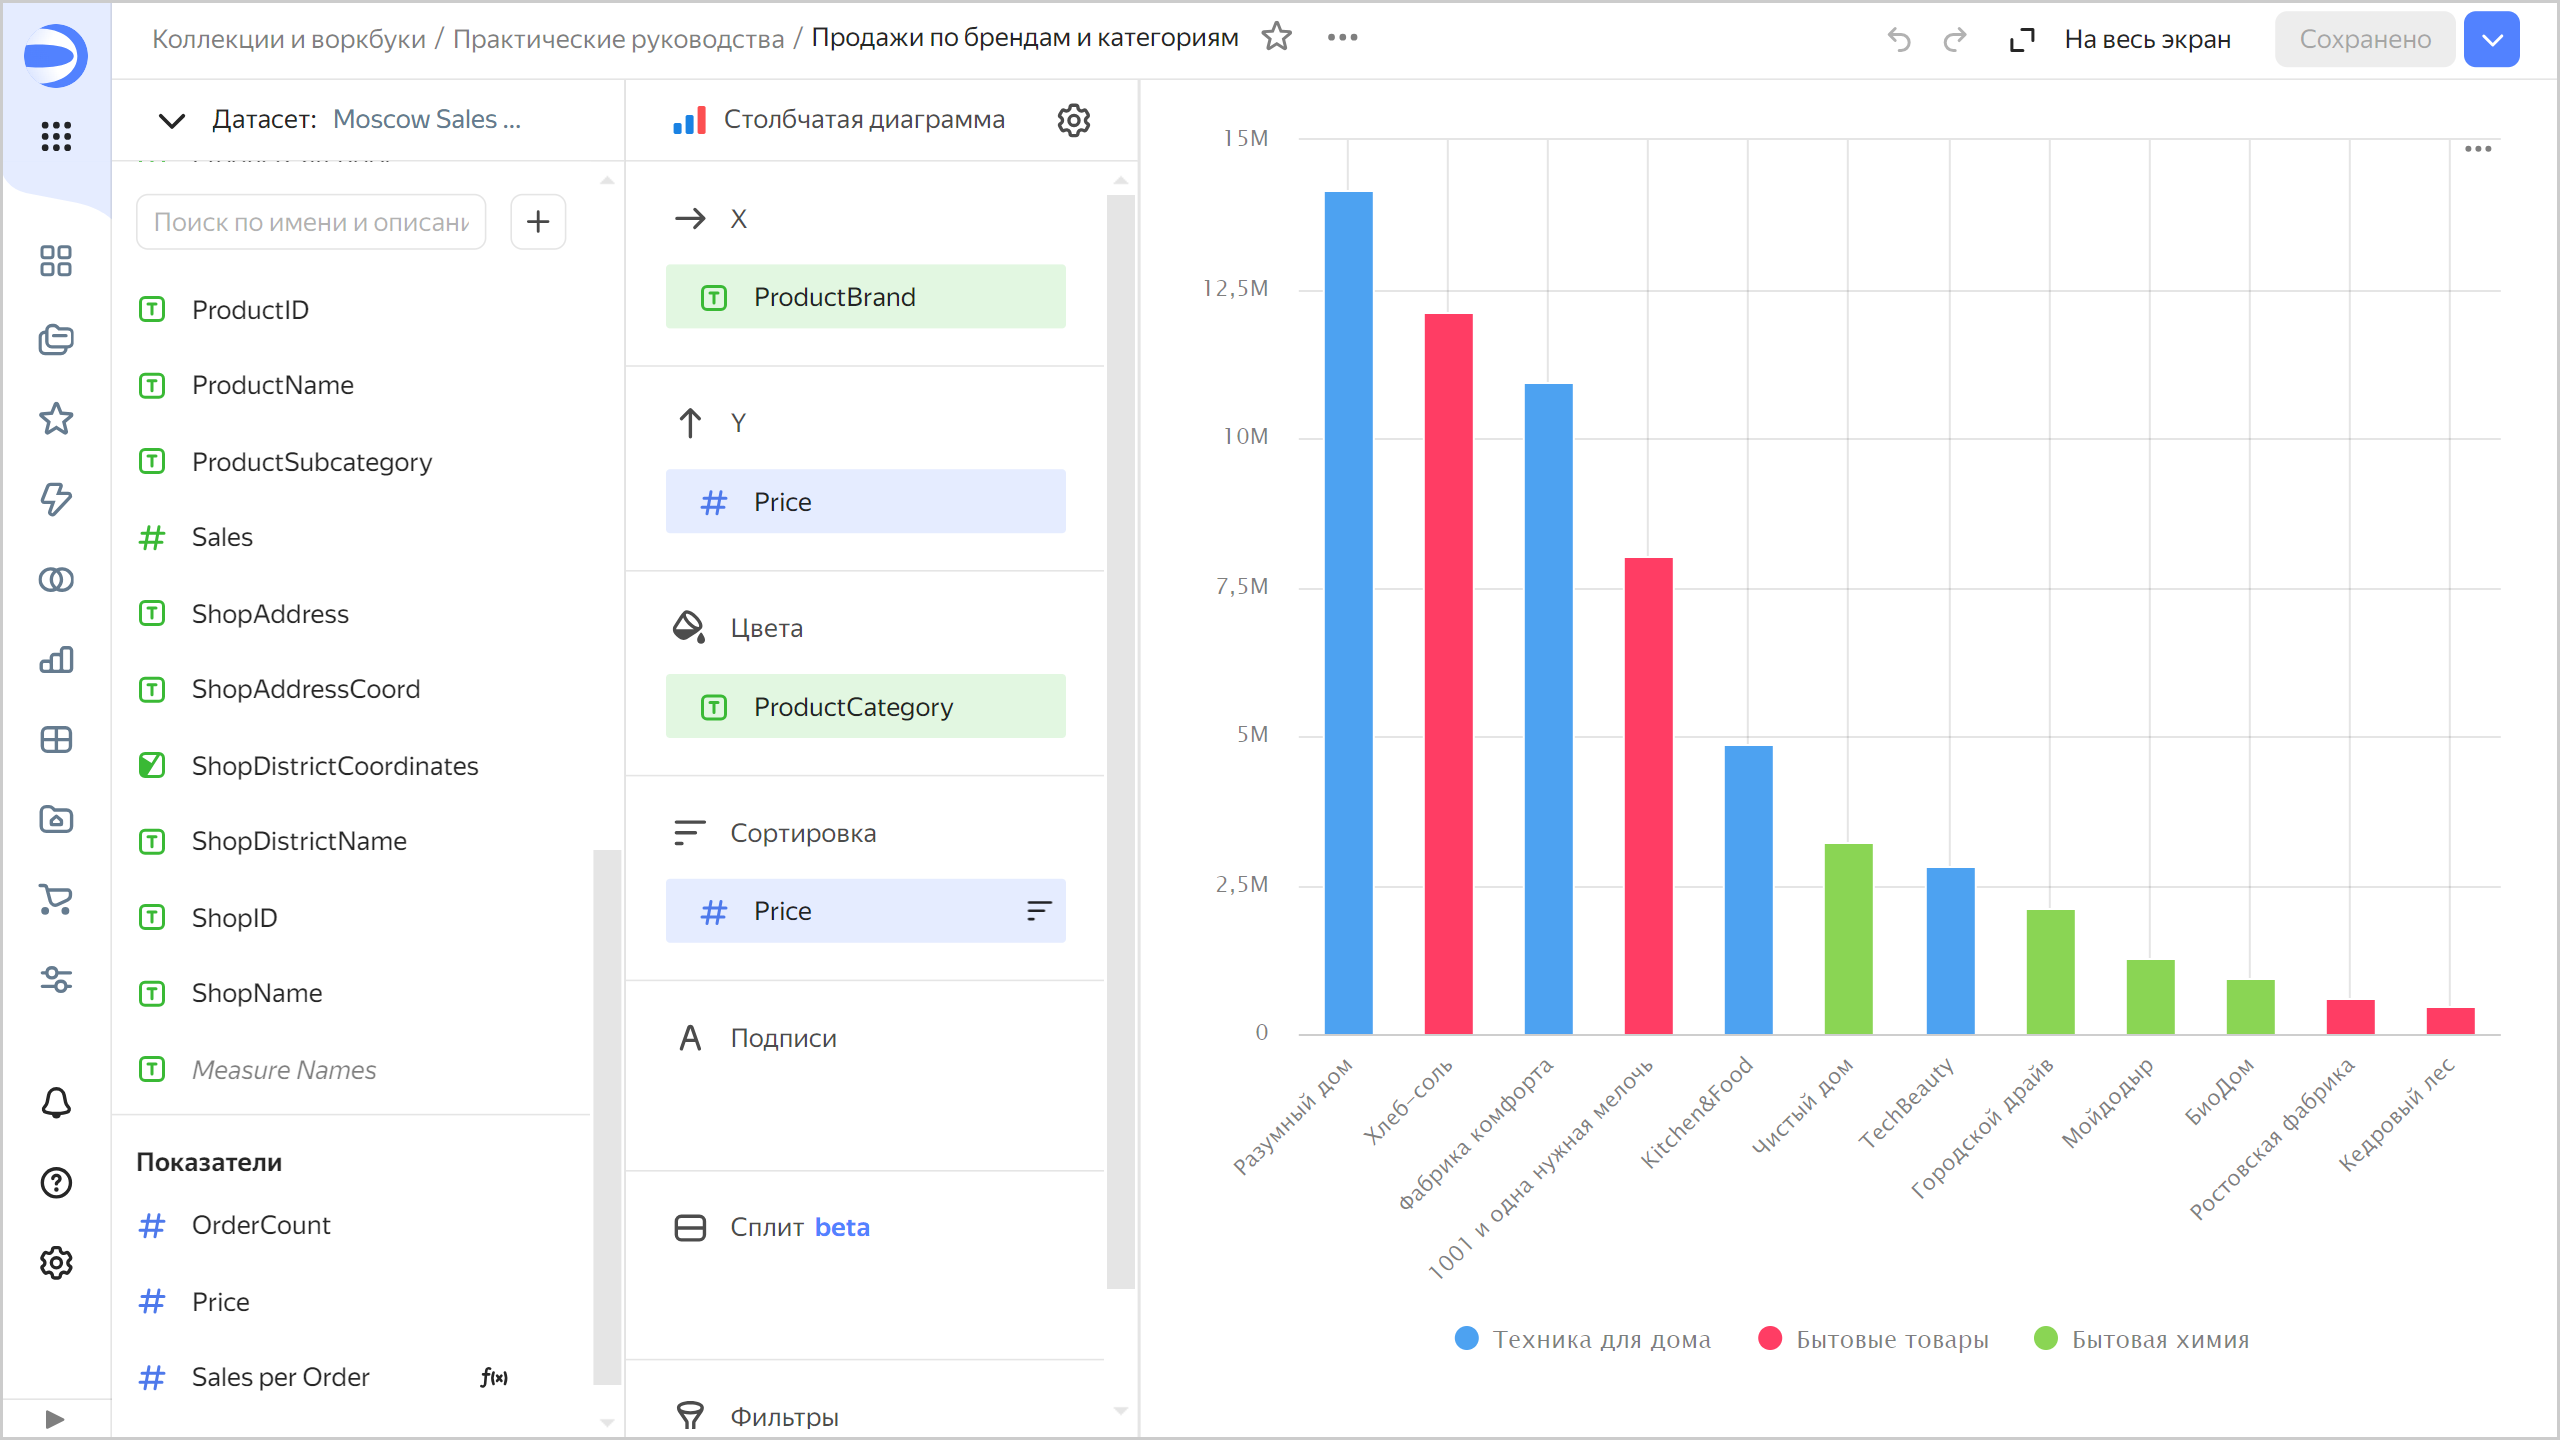 Коллекции и воркбуки / Практические руководства / Продажи по брендам и категориям
На весь экран
Сохранено
Датасет: Moscow Sales ...
Поиск по имени и описани
ProductID
ProductName
ProductSubcategory
Sales
ShopAddress
ShopAddressCoord
ShopDistrictCoordinates
ShopDistrictName
ShopID
ShopName
Measure Names
Показатели
OrderCount
Price
Sales per Order
f(x)
Столбчатая диаграмма
X
ProductBrand
Y
Price
Цвета
ProductCategory
Сортировка
Price
Подписи
Сплит beta
Фильтры
15M
12,5M
10M
7,5M
5M
2,5M
0
Разумный дом
Хлеб-соль
Фабрика комфорта
1001 и одна нужная мелочь
Kitchen&Food
Чистый дом
TechBeauty
Городской драйв
Мойдодыр
БиоДом
Ростовская фабрика
Кедровый лес
Техника для дома
Бытовые товары
Бытовая химия